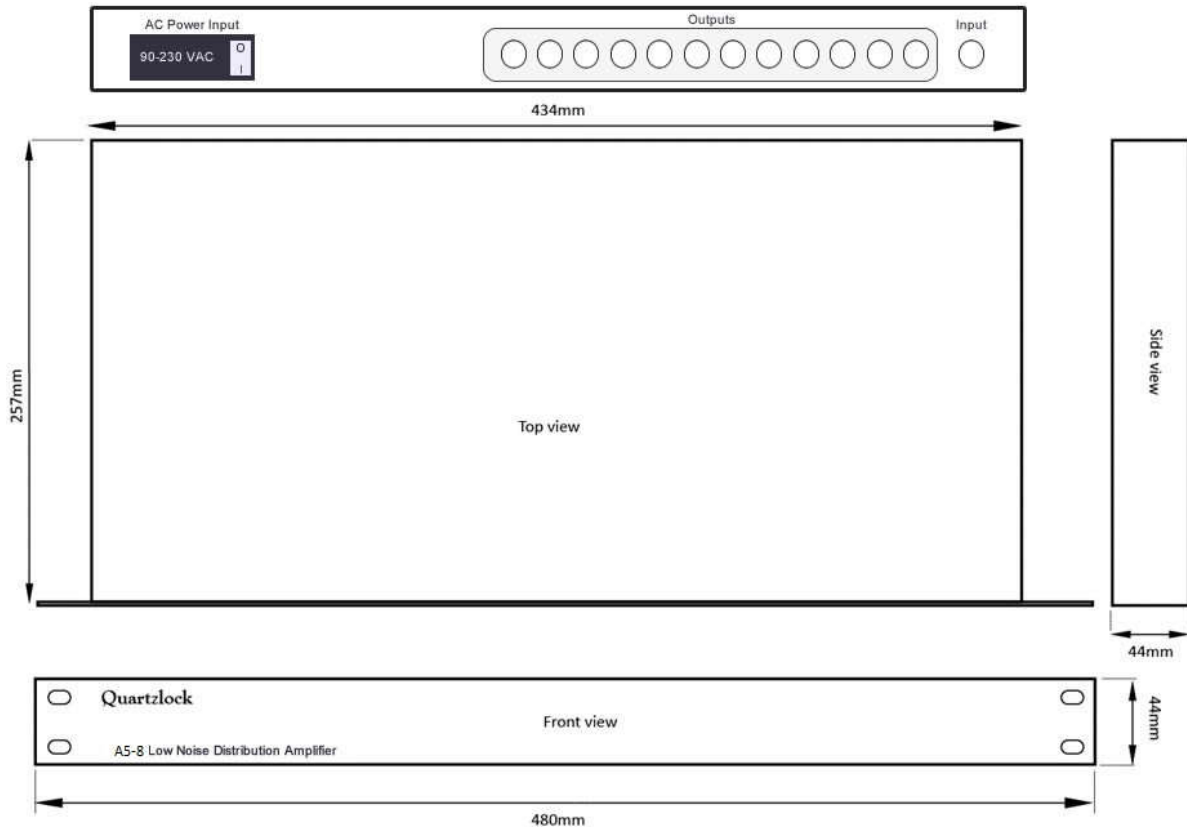 AC Power Input
90-230 VAC
O
I
Outputs
Input
434mm
257mm
Top view
Side view
44mm
Quartzlock
A5-8 Low Noise Distribution Amplifier
Front view
44mm
480mm